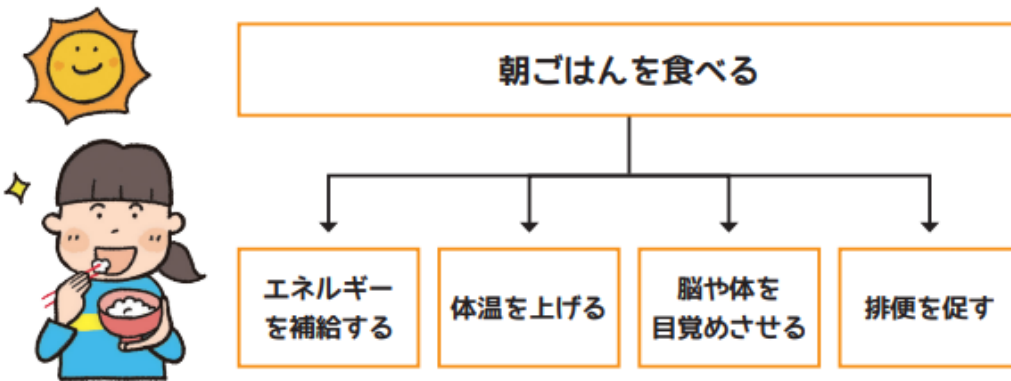 朝ごはんを食べる
エネルギー
を補給する
体温を上げる
脳や体を
目覚めさせる
排便を促す